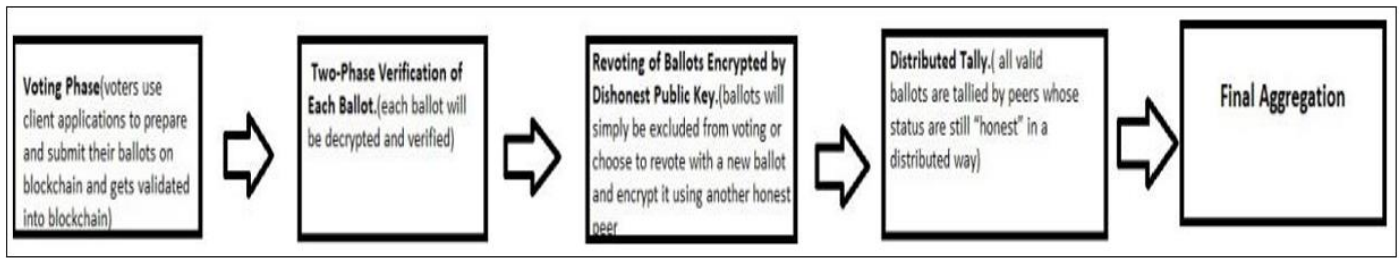 Voting Phase(voters use
client applications to prepare
and submit their ballots on
blockchain and gets validated
into blockchain)
Two-Phase Verification of
Each Ballot.(each ballot will
be decrypted and verified)
Revoting of Ballots Encrypted by
Dishonest Public Key.(ballots will
simply be excluded from voting or
choose to revote with a new ballot
and encrypt it using another honest
peer
Distributed Tally.( all valid
ballots are tallied by peers whose
status are still “honest” in a
distributed way)
Final Aggregation